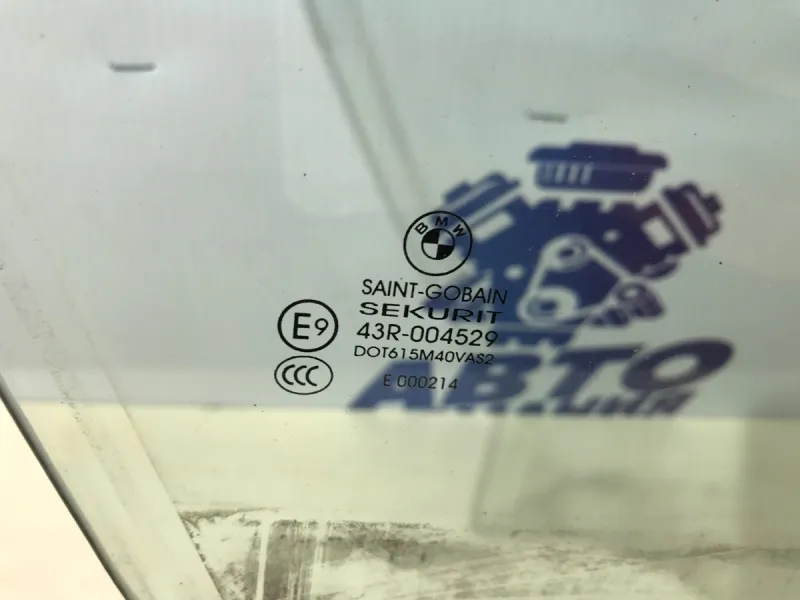 BMW
SAINT-GOBAIN
SEKURIT
E9
43R-004529
DOT615M40VAS2
CCC
E 000214
АВТО